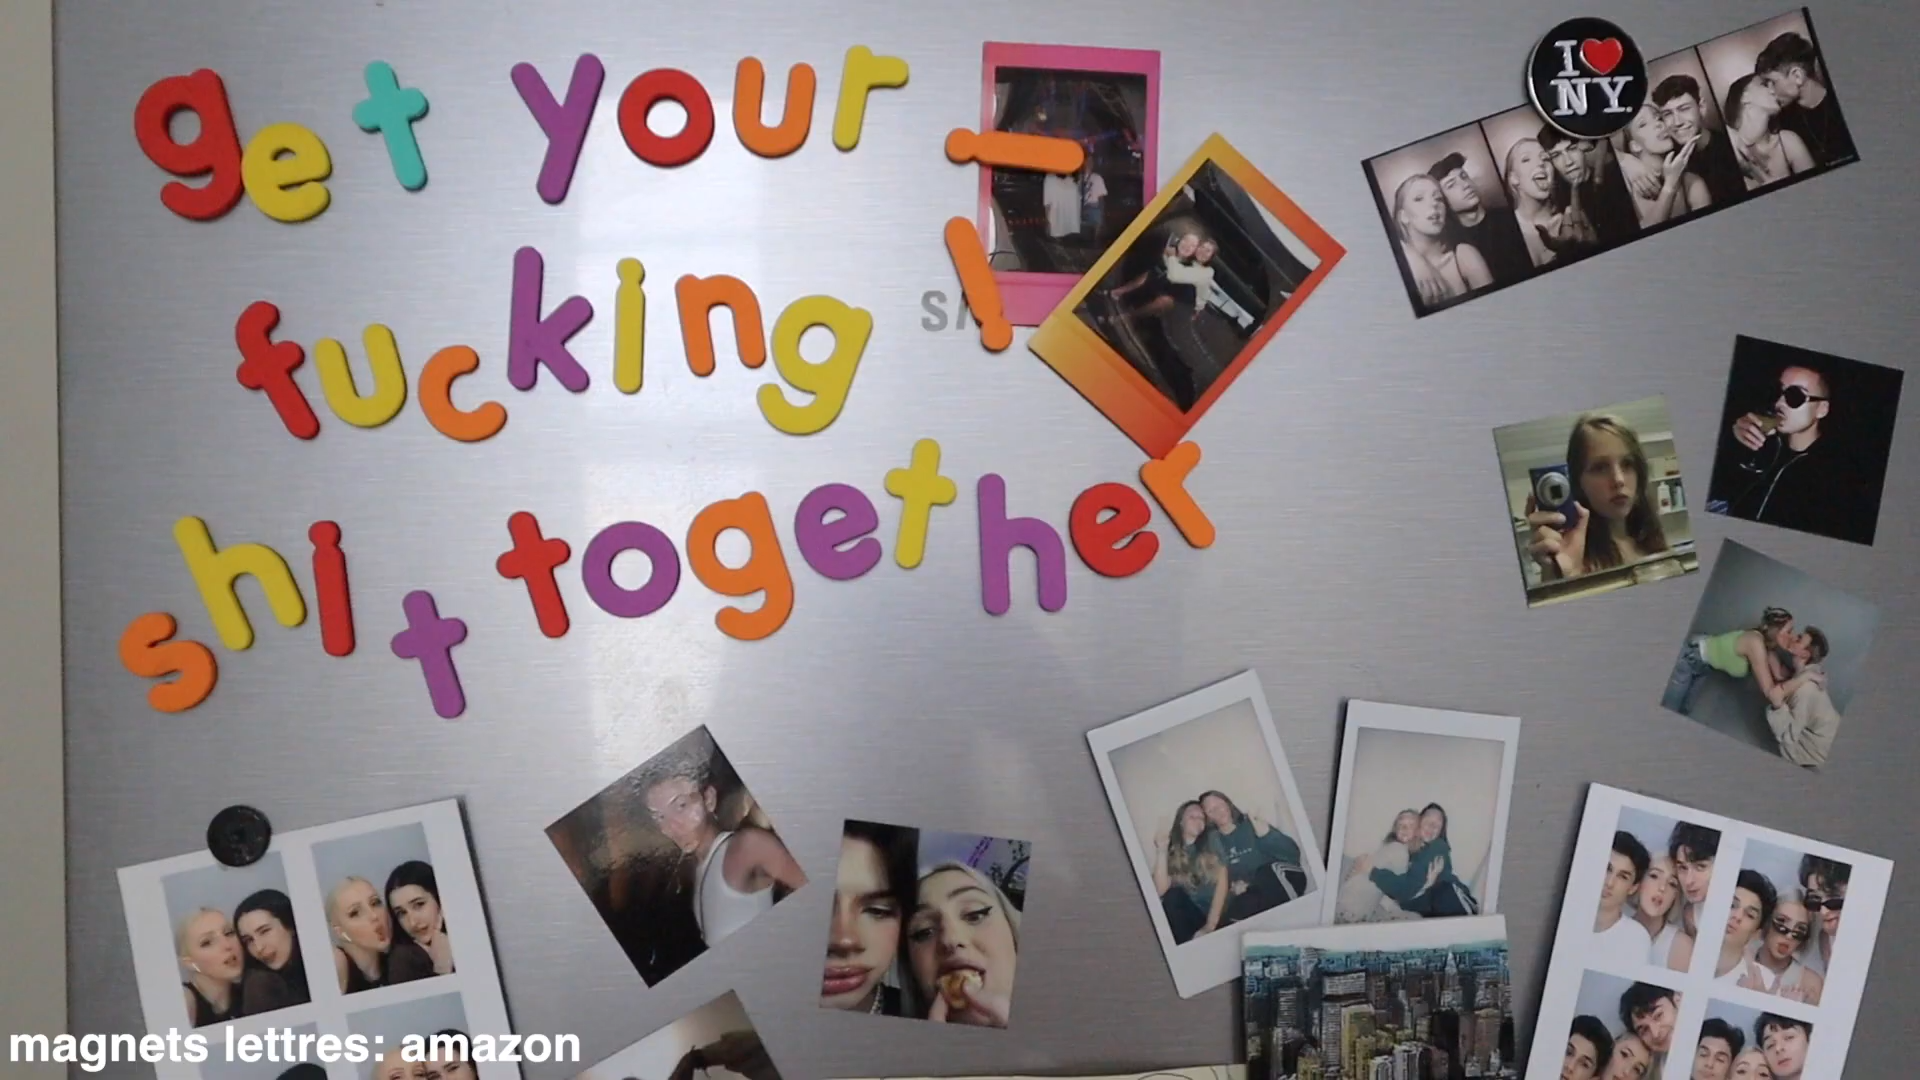 get your
fucking !!
shit together
I ❤ NY.
magnets lettres: amazon